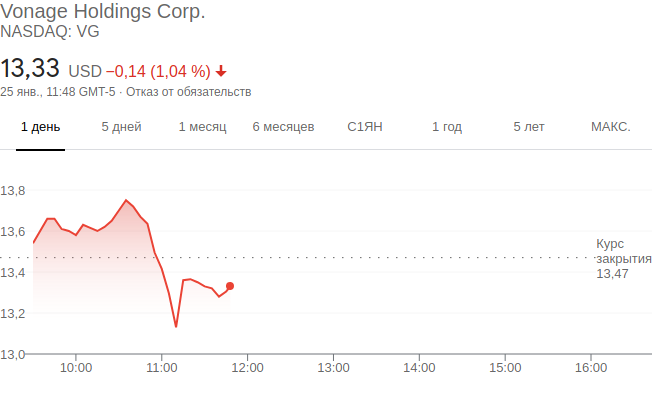 Vonage Holdings Corp.
NASDAQ: VG
13,33 USD −0,14 (1,04 %)
25 янв., 11:48 GMT-5 · Отказ от обязательств
1 день 5 дней 1 месяц 6 месяцев С1ЯН 1 год 5 лет МАКС.
13,8
13,6
Курс
закрытия
13,47
13,4
13,2
13,0
10:00 11:00 12:00 13:00 14:00 15:00 16:00